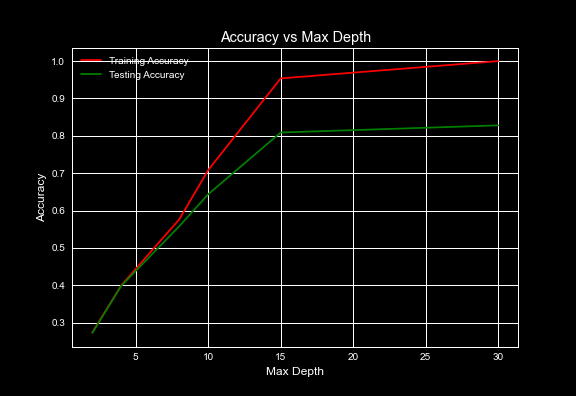 Accuracy vs Max Depth
Training Accuracy
Testing Accuracy
1.0
0.9
0.8
0.7
0.6
0.5
0.4
0.3
Accuracy
5 10 15 20 25 30
Max Depth